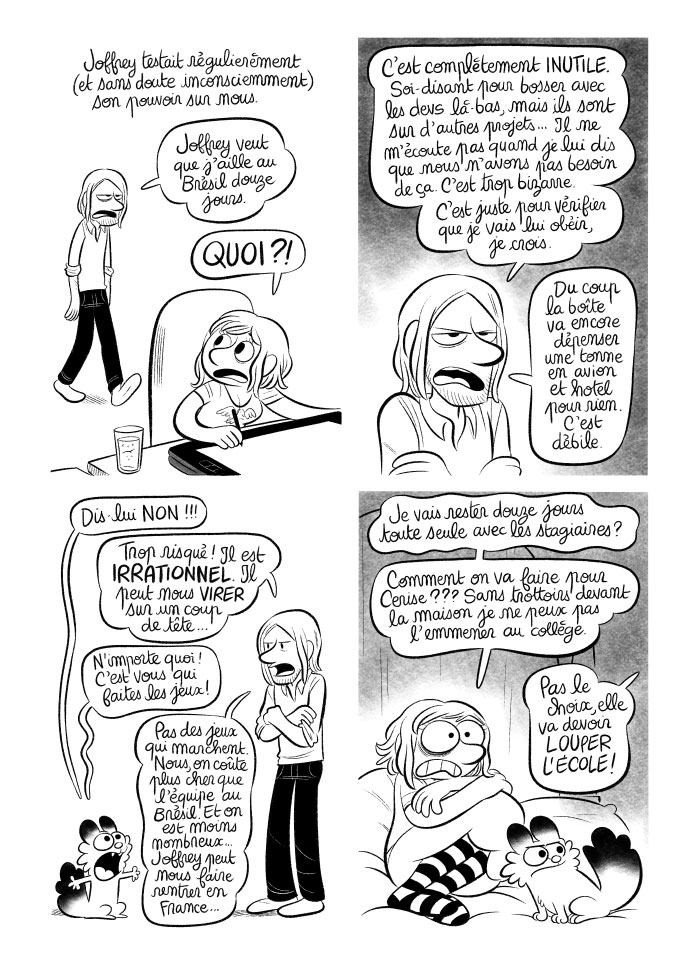 Joffrey testait régulièrement
(et sans doute inconsciemment)
son pouvoir sur nous.
Joffrey veut
que j'aille au
Brésil douze
jours.
QUOI ?!
C'est complétement INUTILE.
Soi-disant pour bosser avec
les devs là-bas, mais ils sont
sur d'autres projets... Il ne
m'écoute pas quand je lui dis
que nous n'avons pas besoin
de ça. C'est trop bizarre.
C'est juste pour vérifier
que je vais lui obéir,
je crois.
Du coup
la boîte
va encore
dépenser
une tonne
en avion
et hotel
pour rien.
C'est
débile.
Dis-lui NON !!!
Trop risqué ! Il est
IRRATIONNEL. Il
peut nous VIRER
sur un coup
de tête...
N'importe quoi !
C'est vous qui
faites les jeux !
Pas des jeux
qui marchent.
Nous, on coûte
plus cher que
l'équipe au
Brésil. Et on
est moins
nombreux...
Joffrey peut
nous faire
rentrer en
France...
Je vais rester douze jours
toute seule avec les stagiaires ?
Comment on va faire pour
Cerise ??? Sans trottoirs devant
la maison je ne peux pas
l'emmener au collège.
Pas le
choix, elle
va devoir
LOUPER
L'ÉCOLE !